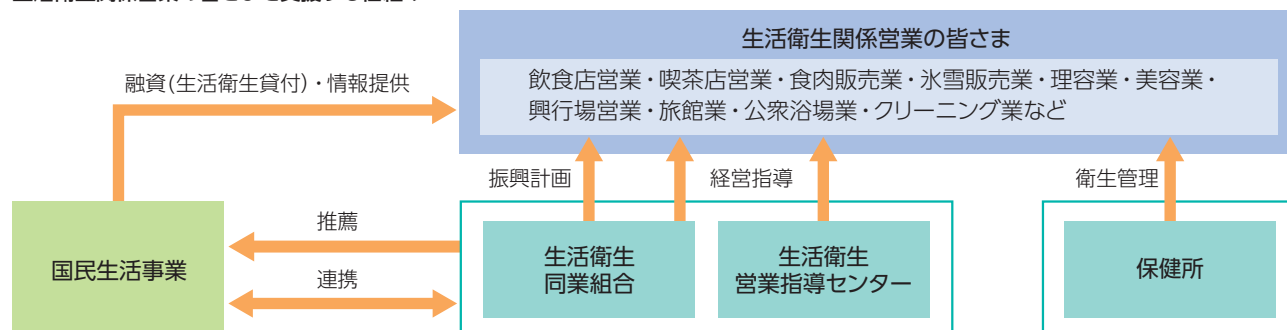 生活衛生関係営業の皆さま
融資(生活衛生貸付)・情報提供
飲食店営業・喫茶店営業・食肉販売業・氷雪販売業・理容業・美容業・
興行場営業・旅館業・公衆浴場業・クリーニング業など
振興計画
経営指導
衛生管理
国民生活事業
推薦
連携
生活衛生
同業組合
生活衛生
営業指導センター
保健所